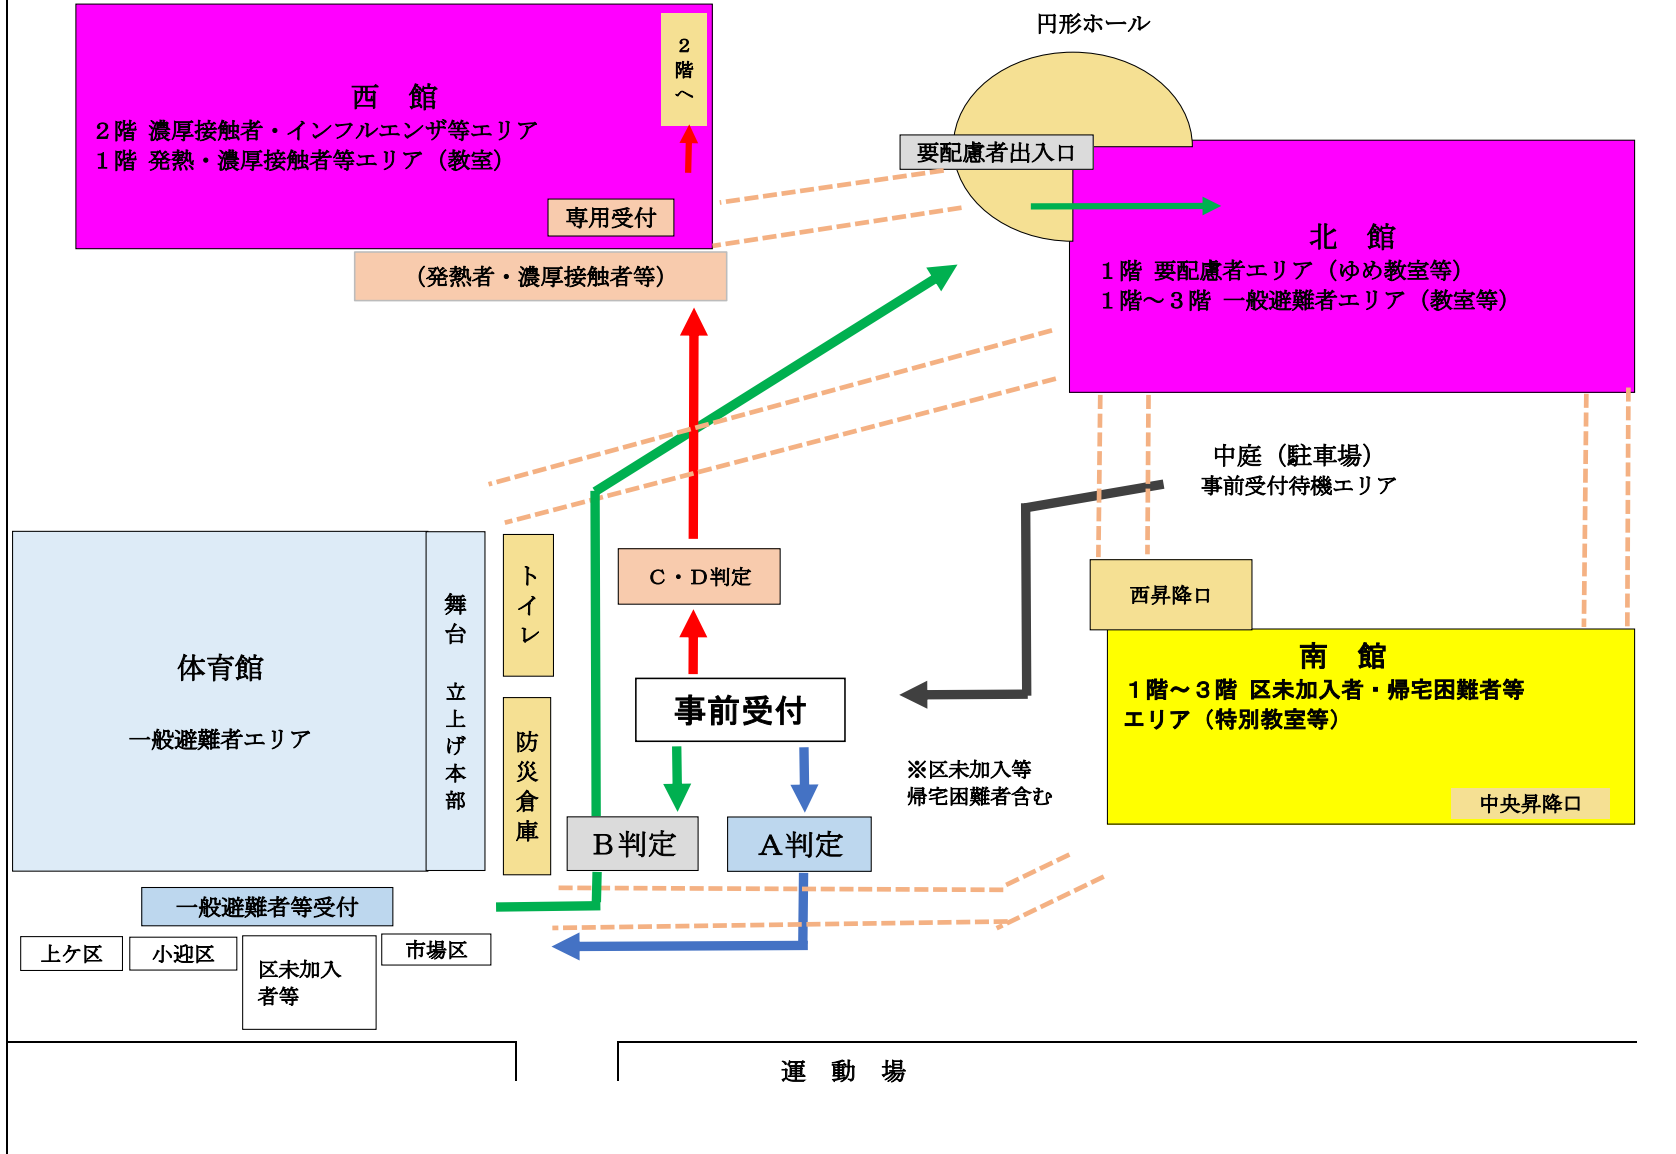 円形ホール
２階へ
西　館
２階 濃厚接触者・インフルエンザ等エリア
１階 発熱・濃厚接触者等エリア（教室）
専用受付
（発熱者・濃厚接触者等）
要配慮者出入口
北　館
１階 要配慮者エリア（ゆめ教室等）
１階～３階 一般避難者エリア（教室等）
中庭（駐車場）
事前受付待機エリア
体育館
一般避難者エリア
舞台　立上げ本部
トイレ
防災倉庫
Ｃ・Ｄ判定
事前受付
Ｂ判定
Ａ判定
西昇降口
南　館
１階～３階 区未加入者・帰宅困難者等
エリア（特別教室等）
中央昇降口
※区未加入等
帰宅困難者含む
一般避難者等受付
上ケ区
小迎区
区未加入
者等
市場区
運　動　場